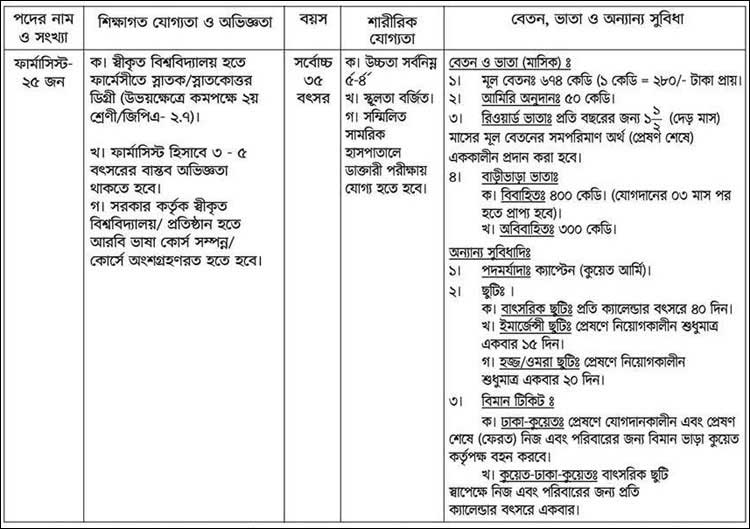 পদের নাম
ও সংখ্যা
শিক্ষাগত যোগ্যতা ও অভিজ্ঞতা
বয়স
শারীরিক
যোগ্যতা
বেতন, ভাতা ও অন্যান্য সুবিধা
ফার্মাসিস্ট-
২৫ জন
ক। স্বীকৃত বিশ্ববিদ্যালয় হতে
ফার্মেসীতে স্নাতক/স্নাতকোত্তর
ডিগ্রী (উভয়ক্ষেত্রে কমপক্ষে ২য়
শ্রেণী/জিপিএ- ২.৭)।
খ। ফার্মাসিস্ট হিসাবে ৩ - ৫
বৎসরের বাস্তব অভিজ্ঞতা
থাকতে হবে।
গ। সরকার কর্তৃক স্বীকৃত
বিশ্ববিদ্যালয়/ প্রতিষ্ঠান হতে
আরবি ভাষা কোর্স সম্পন্ন/
কোর্সে অংশগ্রহণরত হতে হবে।
সর্বোচ্চ
৩৫
বৎসর
ক। উচ্চতা সর্বনিম্ন
৫-৪″
খ। স্থূলতা বর্জিত।
গ। সম্মিলিত
সামরিক
হাসপাতালে
ডাক্তারী পরীক্ষায়
যোগ্য হতে হবে।
বেতন ও ভাতা (মাসিক) ঃ
১। মূল বেতনঃ ৬৭৪ কেডি (১ কেডি = ২৮০/- টাকা প্রায়)।
২। আমিরি অনুদানঃ ৫০ কেডি।
৩। রিওয়ার্ড ভাতাঃ প্রতি বছরের জন্য ১১/২ (দেড় মাস)
মাসের মূল বেতনের সমপরিমাণ অর্থ (প্রেষণ শেষে)
এককালীন প্রদান করা হবে।
৪। বাড়ীভাড়া ভাতাঃ
ক। বিবাহিতঃ ৪০০ কেডি। (যোগদানের ০৩ মাস পর
হতে প্রাপ্য হবে)।
খ। অবিবাহিতঃ ৩০০ কেডি।
অন্যান্য সুবিধাদিঃ
১। পদমর্যাদাঃ ক্যাপ্টেন (কুয়েত আর্মি)।
২। ছুটিঃ ।
ক। বাৎসরিক ছুটিঃ প্রতি ক্যালেন্ডার বৎসরে ৪০ দিন।
খ। ইমার্জেন্সী ছুটিঃ প্রেষণে নিয়োগকালীন শুধুমাত্র
একবার ১৫ দিন।
গ। হজ্জ/ওমরা ছুটিঃ প্রেষণে নিয়োগকালীন
শুধুমাত্র একবার ২০ দিন।
৩। বিমান টিকিট ঃ
ক। ঢাকা-কুয়েতঃ প্রেষণে যোগদানকালীন এবং প্রেষণ
শেষে (ফেরত) নিজ এবং পরিবারের জন্য বিমান ভাড়া কুয়েত
কর্তৃপক্ষ বহন করবে।
খ। কুয়েত-ঢাকা-কুয়েতঃ বাৎসরিক ছুটি
স্বাপেক্ষে নিজ এবং পরিবারের জন্য প্রতি
ক্যালেন্ডার বৎসরে একবার।